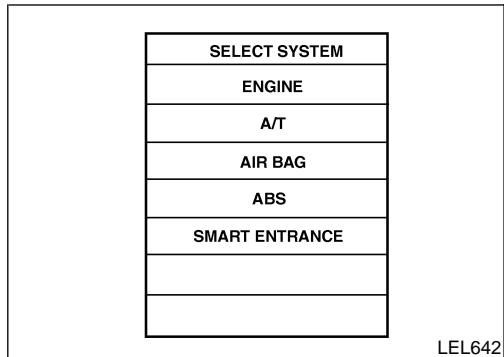 SELECT SYSTEM
ENGINE
A/T
AIR BAG
ABS
SMART ENTRANCE
LEL642